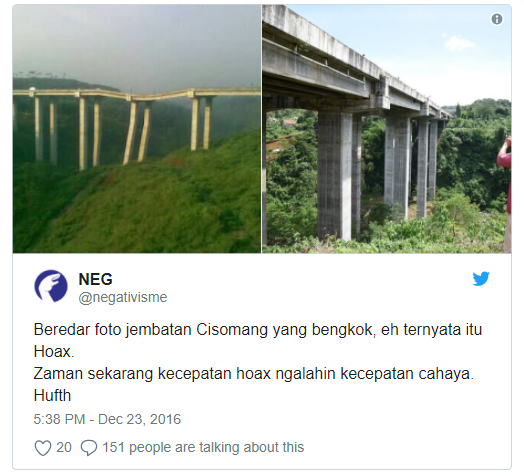 NEG
@negativisme
Beredar foto jembatan Cisomang yang bengkok, eh ternyata itu
Hoax.
Zaman sekarang kecepatan hoax ngalahin kecepatan cahaya.
Hufth
5:38 PM - Dec 23, 2016
20 151 people are talking about this